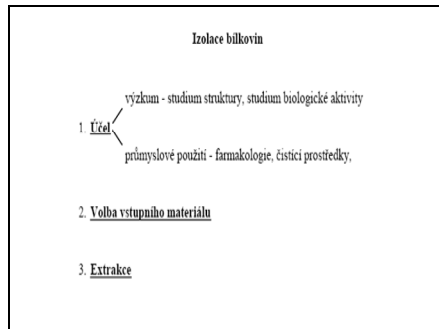 Izolace bílkovin
výzkum - studium struktury, studium biologické aktivity
1. Účel
průmyslové použití - farmakologie, čistící prostředky,
2. Volba vstupního materiálu
3. Extrakce